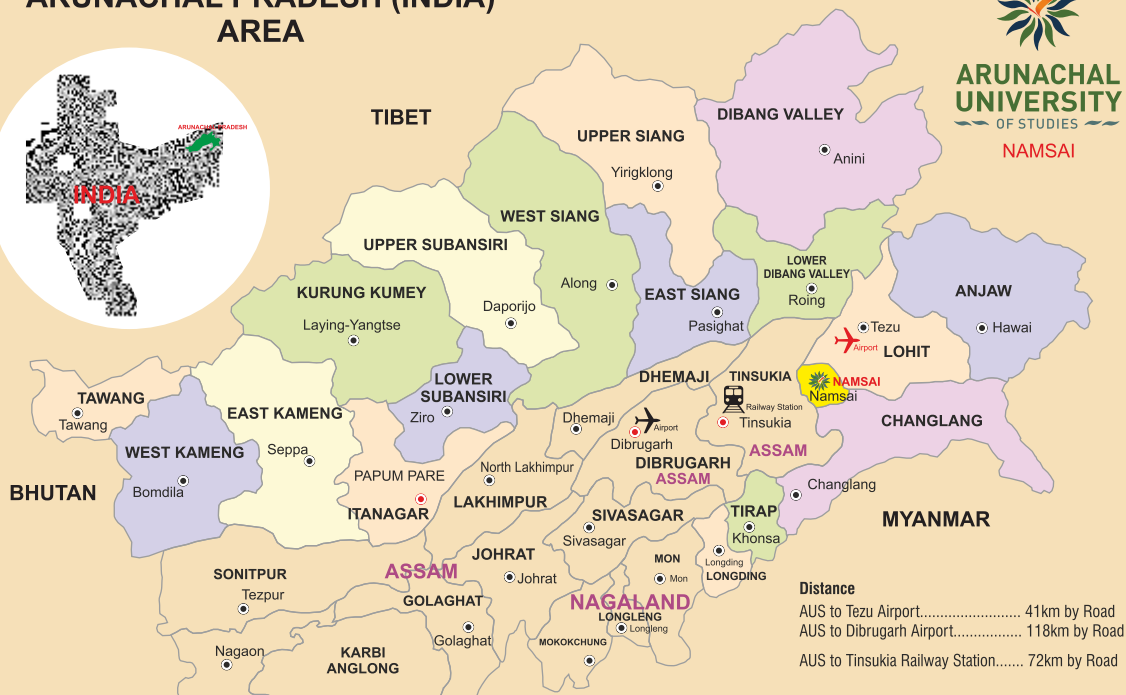 ARUNACHAL PRADESH (INDIA)
AREA
ARUNACHAL
UNIVERSITY
OF STUDIES
NAMSAI
TIBET
DIBANG VALLEY
UPPER SIANG
Anini
Yirigklong
ARUNACHAL PRADESH
INDIA
WEST SIANG
UPPER SUBANSIRI
LOWER
DIBANG VALLEY
Roing
Along
EAST SIANG
Pasighat
ANJAW
Hawai
KURUNG KUMEY
Laying-Yangtse
Daporijo
Tezu
Airport
LOHIT
DHEMAJI
TINSUKIA
NAMSAI
Namsai
LOWER
SUBANSIRI
Ziro
TAWANG
Tawang
EAST KAMENG
Seppa
Railway Station
Tinsukia
Dhemaji
Airport
Dibrugarh
CHANGLANG
WEST KAMENG
Bomdila
ASSAM
DIBRUGARH
ASSAM
PAPUM PARE
ITANAGAR
North Lakhimpur
LAKHIMPUR
Changlang
BHUTAN
MYANMAR
SIVASAGAR
Sivasagar
TIRAP
Khonsa
JOHRAT
Johrat
MON
Mon
Longding
LONGDING
SONITPUR
Tezpur
ASSAM
GOLAGHAT
Golaghat
NAGALAND
LONGLENG
Longleng
MOKOKCHUNG
Nagaon
KARBI
ANGLONG
Distance
AUS to Tezu Airport........................ 41km by Road
AUS to Dibrugarh Airport................ 118km by Road
AUS to Tinsukia Railway Station....... 72km by Road